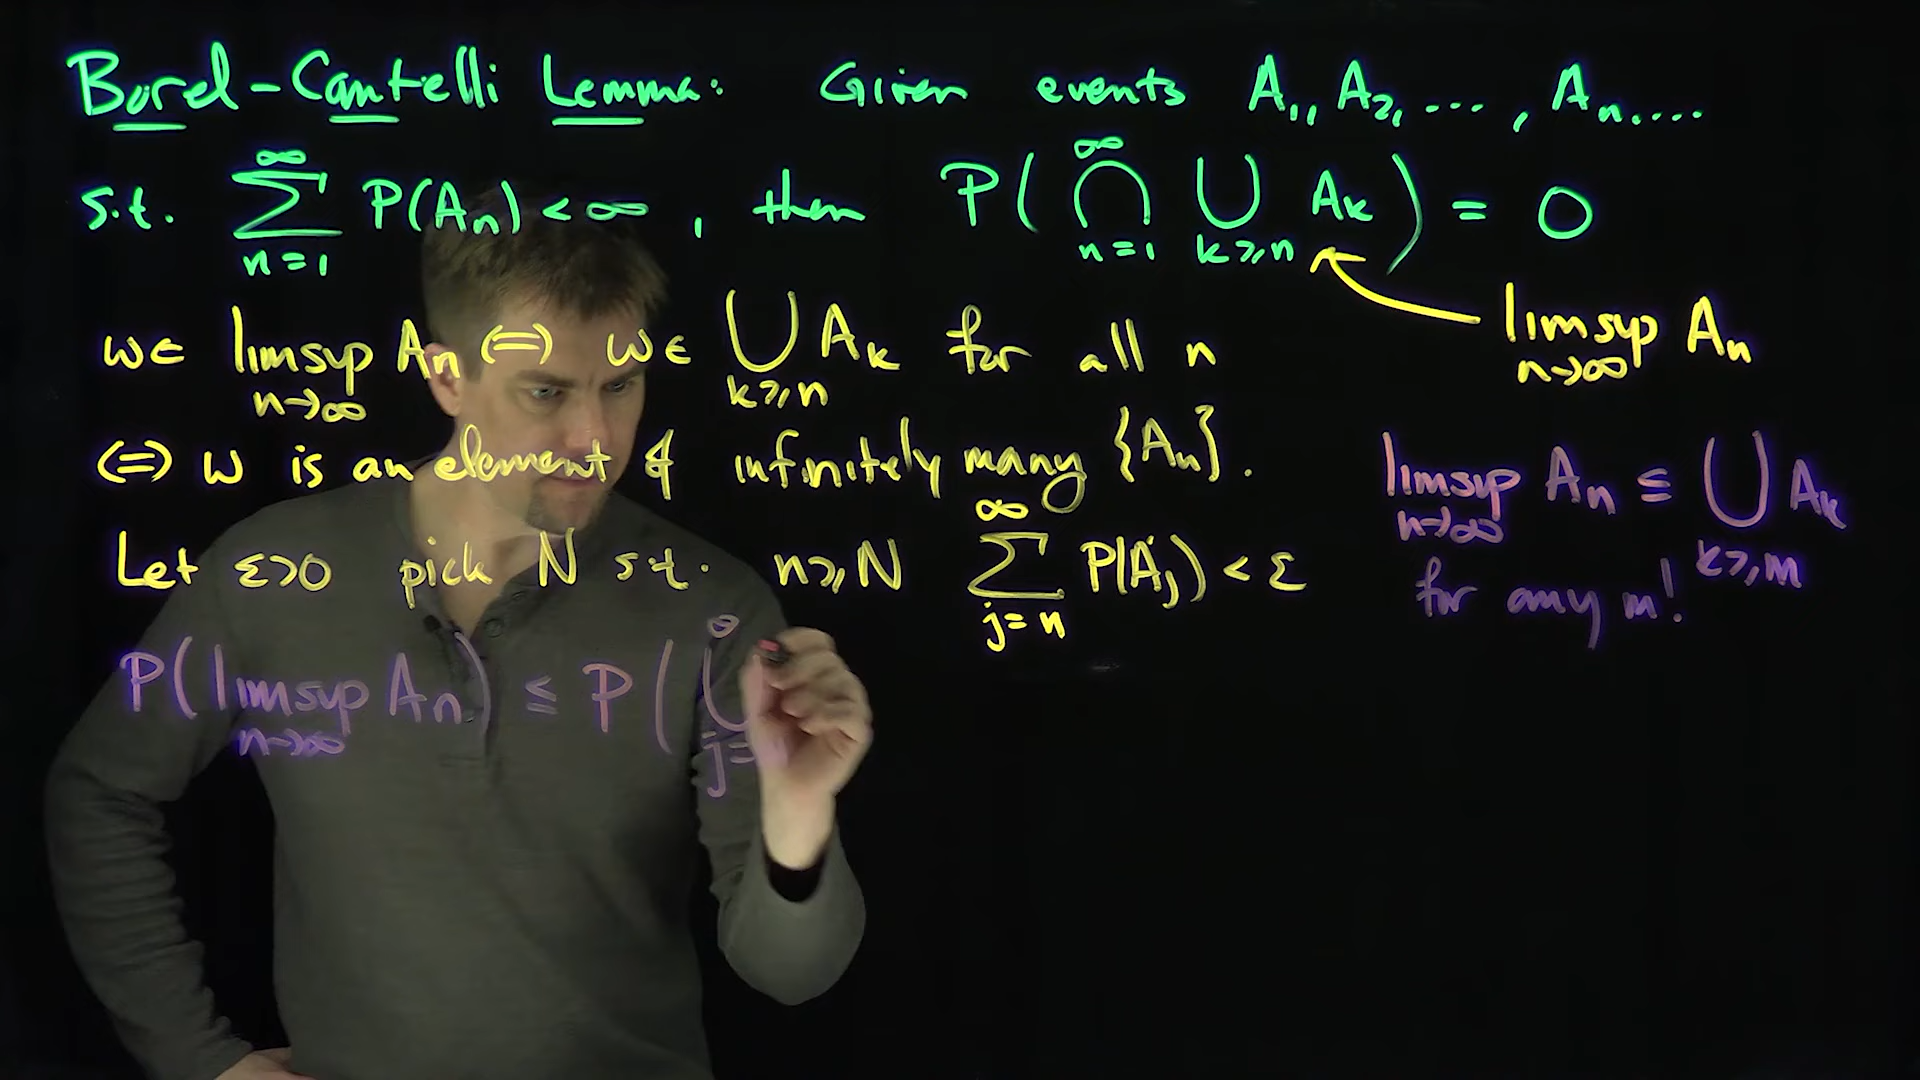 Borel-Cantelli Lemma: Given events A₁, A₂, ..., Aₙ, ...
s.t. ∑_{n=1}^{∞} P(Aₙ) < ∞, then P( ⋂_{n=1}^{∞} ⋃_{k≥n} Aₖ ) = 0
limsup_{n→∞} Aₙ
ω ∈ limsup_{n→∞} Aₙ ⟺ ω ∈ ⋃_{k≥n} Aₖ for all n
⟺ ω is an element of infinitely many {Aₙ}.
limsup_{n→∞} Aₙ ⊆ ⋃_{k≥m} Aₖ
for any m!
Let ε>0 pick N s.t. n≥N ∑_{j=n}^{∞} P(Aⱼ) < ε
P(limsup_{n→∞} Aₙ) ≤ P( ⋃_{j=